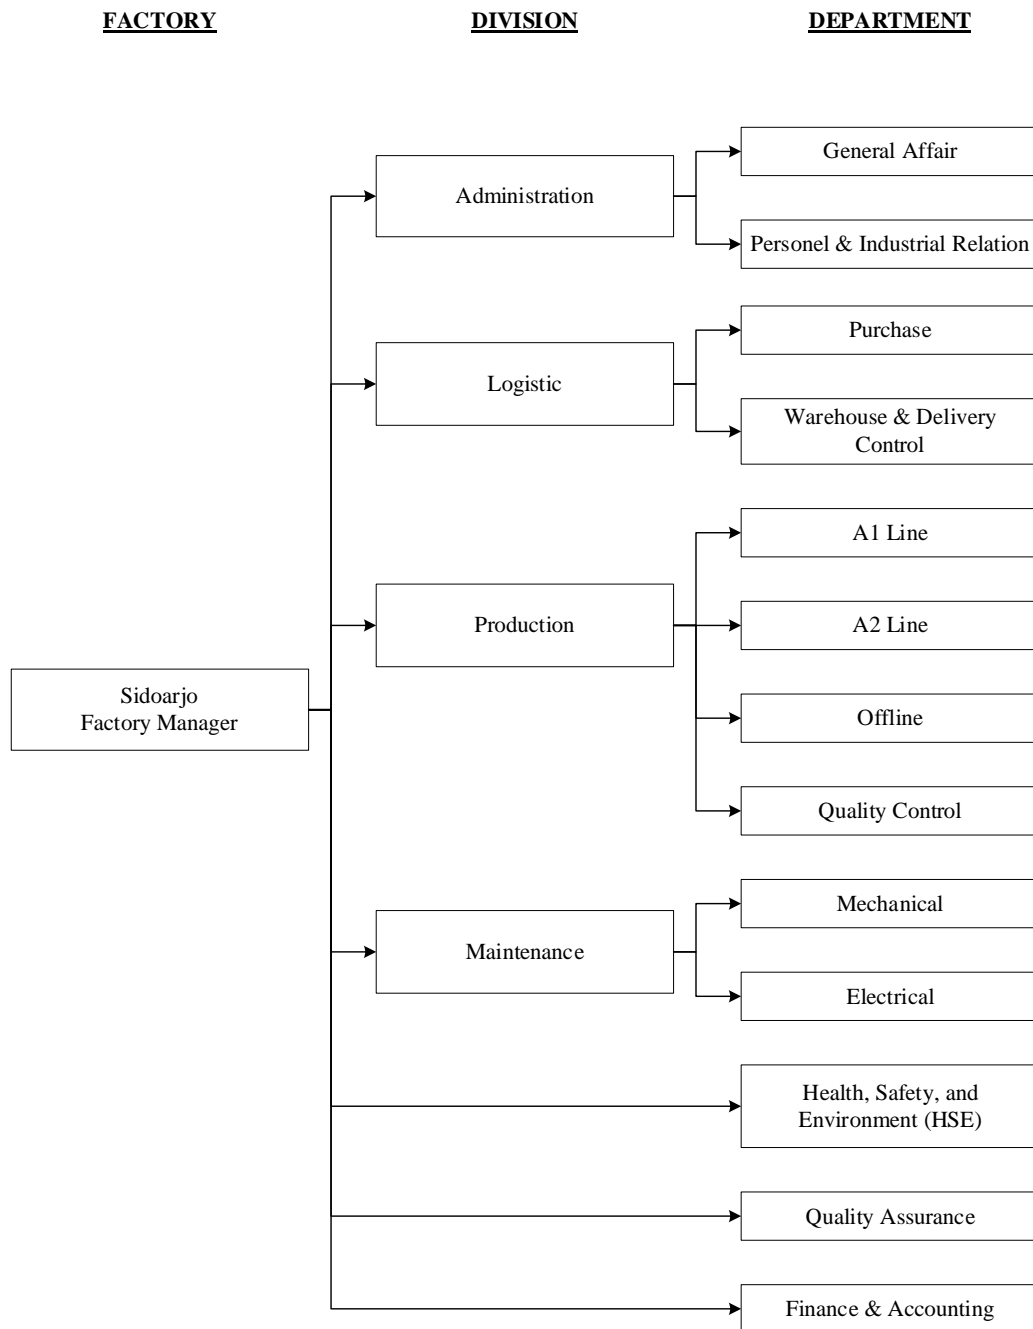 FACTORY
DIVISION
DEPARTMENT
General Affair
Administration
Personel & Industrial Relation
Purchase
Logistic
Warehouse & Delivery
Control
A1 Line
Production
A2 Line
Sidoarjo
Factory Manager
Offline
Quality Control
Mechanical
Maintenance
Electrical
Health, Safety, and
Environment (HSE)
Quality Assurance
Finance & Accounting